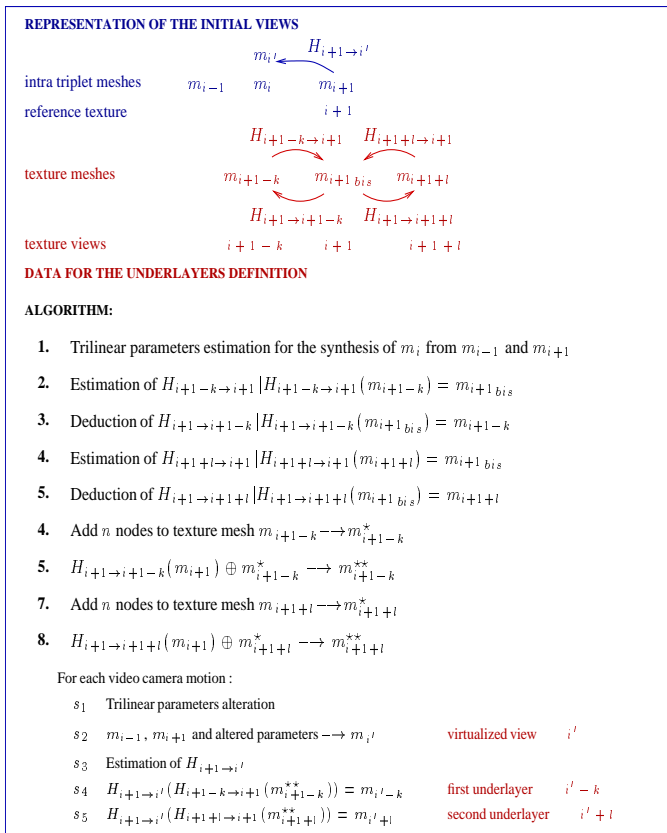 REPRESENTATION OF THE INITIAL VIEWS
H_{i+1→i'}
m_{i'}
intra triplet meshes m_{i−1} m_i m_{i+1}
reference texture i + 1
H_{i+1−k→i+1} H_{i+1+l→i+1}
texture meshes m_{i+1−k} m_{i+1 bis} m_{i+1+l}
H_{i+1→i+1−k} H_{i+1→i+1+l}
texture views i + 1 − k i + 1 i + 1 + l
DATA FOR THE UNDERLAYERS DEFINITION
ALGORITHM:
1. Trilinear parameters estimation for the synthesis of m_i from m_{i−1} and m_{i+1}
2. Estimation of H_{i+1−k→i+1}|H_{i+1−k→i+1}(m_{i+1−k}) = m_{i+1 bis}
3. Deduction of H_{i+1→i+1−k}|H_{i+1→i+1−k}(m_{i+1 bis}) = m_{i+1−k}
4. Estimation of H_{i+1+l→i+1}|H_{i+1+l→i+1}(m_{i+1+l}) = m_{i+1 bis}
5. Deduction of H_{i+1→i+1+l}|H_{i+1→i+1+l}(m_{i+1 bis}) = m_{i+1+l}
4. Add n nodes to texture mesh m_{i+1−k} ⟶ m^⋆_{i+1−k}
5. H_{i+1→i+1−k}(m_{i+1}) ⊕ m^⋆_{i+1−k} ⟶ m^{⋆⋆}_{i+1−k}
7. Add n nodes to texture mesh m_{i+1+l} ⟶ m^⋆_{i+1+l}
8. H_{i+1→i+1+l}(m_{i+1}) ⊕ m^⋆_{i+1+l} ⟶ m^{⋆⋆}_{i+1+l}
For each video camera motion :
s_1 Trilinear parameters alteration
s_2 m_{i−1}, m_{i+1} and altered parameters ⟶ m_{i'} virtualized view i'
s_3 Estimation of H_{i+1→i'}
s_4 H_{i+1→i'}(H_{i+1−k→i+1}(m^{⋆⋆}_{i+1−k})) = m_{i'−k} first underlayer i' − k
s_5 H_{i+1→i'}(H_{i+1+l→i+1}(m^{⋆⋆}_{i+1+l})) = m_{i'+l} second underlayer i' + l